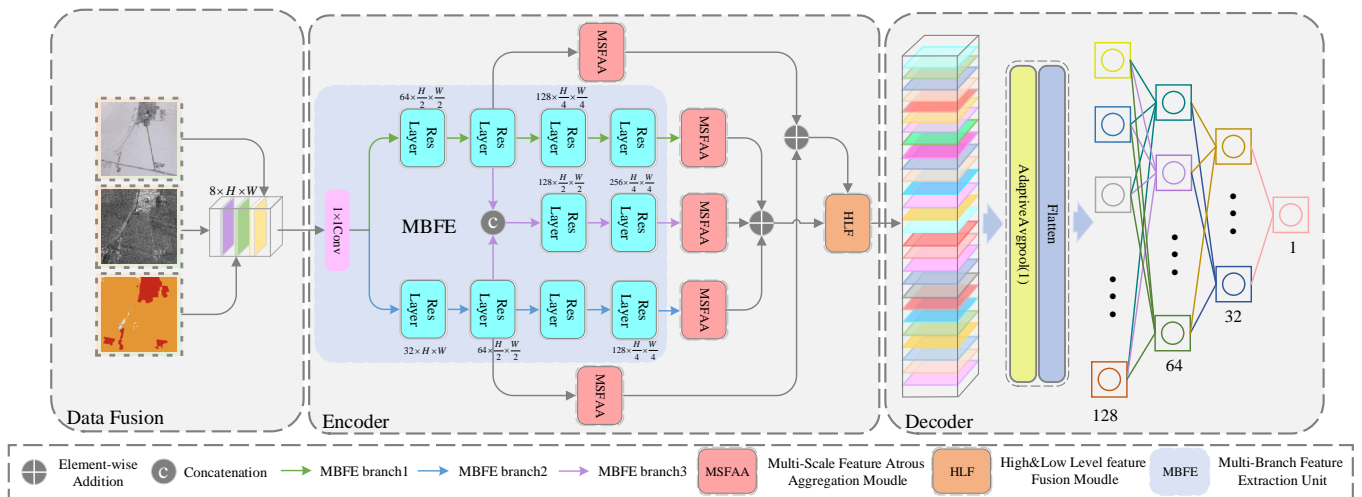 8×H×W
Data Fusion
1×1Conv
MBFE
64×H/2×W/2
128×H/4×W/4
Res Layer
Res Layer
Res Layer
Res Layer
128×H/2×W/2
256×H/4×W/4
C
Res Layer
Res Layer
Res Layer
Res Layer
Res Layer
Res Layer
32×H×W
64×H/2×W/2
128×H/4×W/4
MSFAA
MSFAA
MSFAA
MSFAA
MSFAA
HLF
Encoder
AdaptiveAvgpool(1)
Flatten
128
64
32
1
Decoder
Element-wise
Addition
C
Concatenation
MBFE branch1
MBFE branch2
MBFE branch3
MSFAA
Multi-Scale Feature Atrous
Aggregation Moudle
HLF
High&Low Level feature
Fusion Moudle
MBFE
Multi-Branch Feature
Extraction Unit